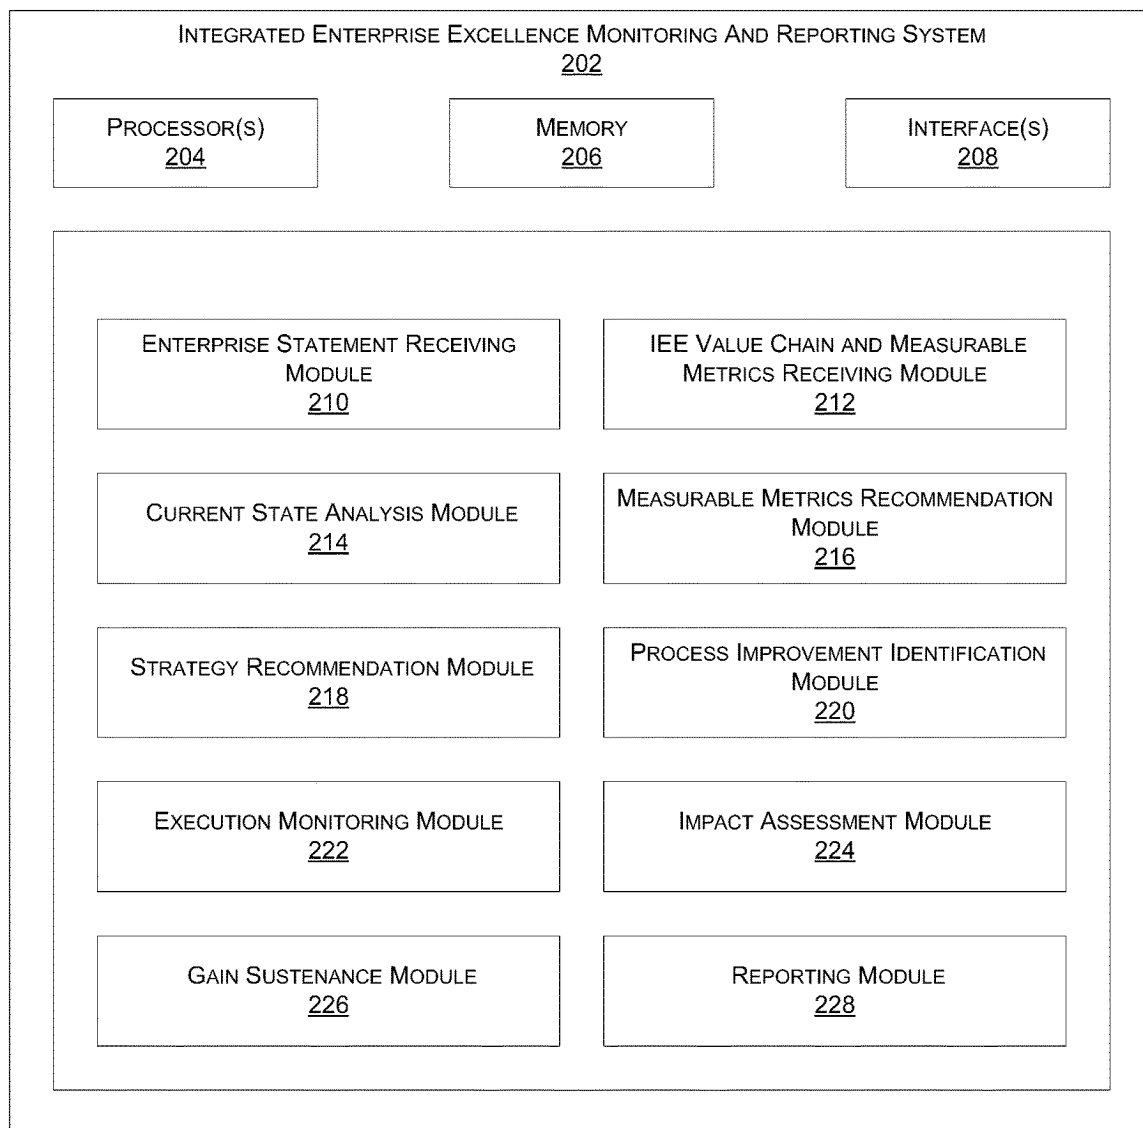 INTEGRATED ENTERPRISE EXCELLENCE MONITORING AND REPORTING SYSTEM
202
PROCESSOR(S)
204
MEMORY
206
INTERFACE(S)
208
ENTERPRISE STATEMENT RECEIVING
MODULE
210
IEE VALUE CHAIN AND MEASURABLE
METRICS RECEIVING MODULE
212
CURRENT STATE ANALYSIS MODULE
214
MEASURABLE METRICS RECOMMENDATION
MODULE
216
STRATEGY RECOMMENDATION MODULE
218
PROCESS IMPROVEMENT IDENTIFICATION
MODULE
220
EXECUTION MONITORING MODULE
222
IMPACT ASSESSMENT MODULE
224
GAIN SUSTENANCE MODULE
226
REPORTING MODULE
228